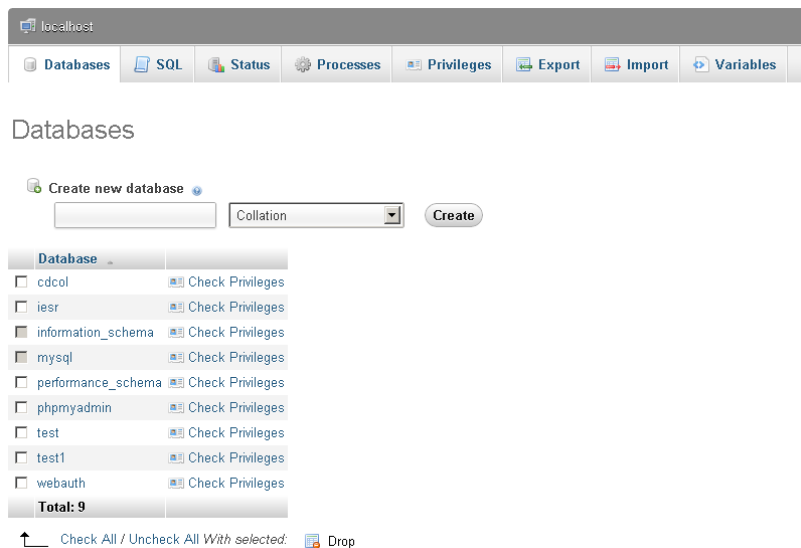 localhost
Databases SQL Status Processes Privileges Export Import Variables
Databases
Create new database
Collation Create
Database
cdcol Check Privileges
iesr Check Privileges
information_schema Check Privileges
mysql Check Privileges
performance_schema Check Privileges
phpmyadmin Check Privileges
test Check Privileges
test1 Check Privileges
webauth Check Privileges
Total: 9
Check All / Uncheck All With selected: Drop